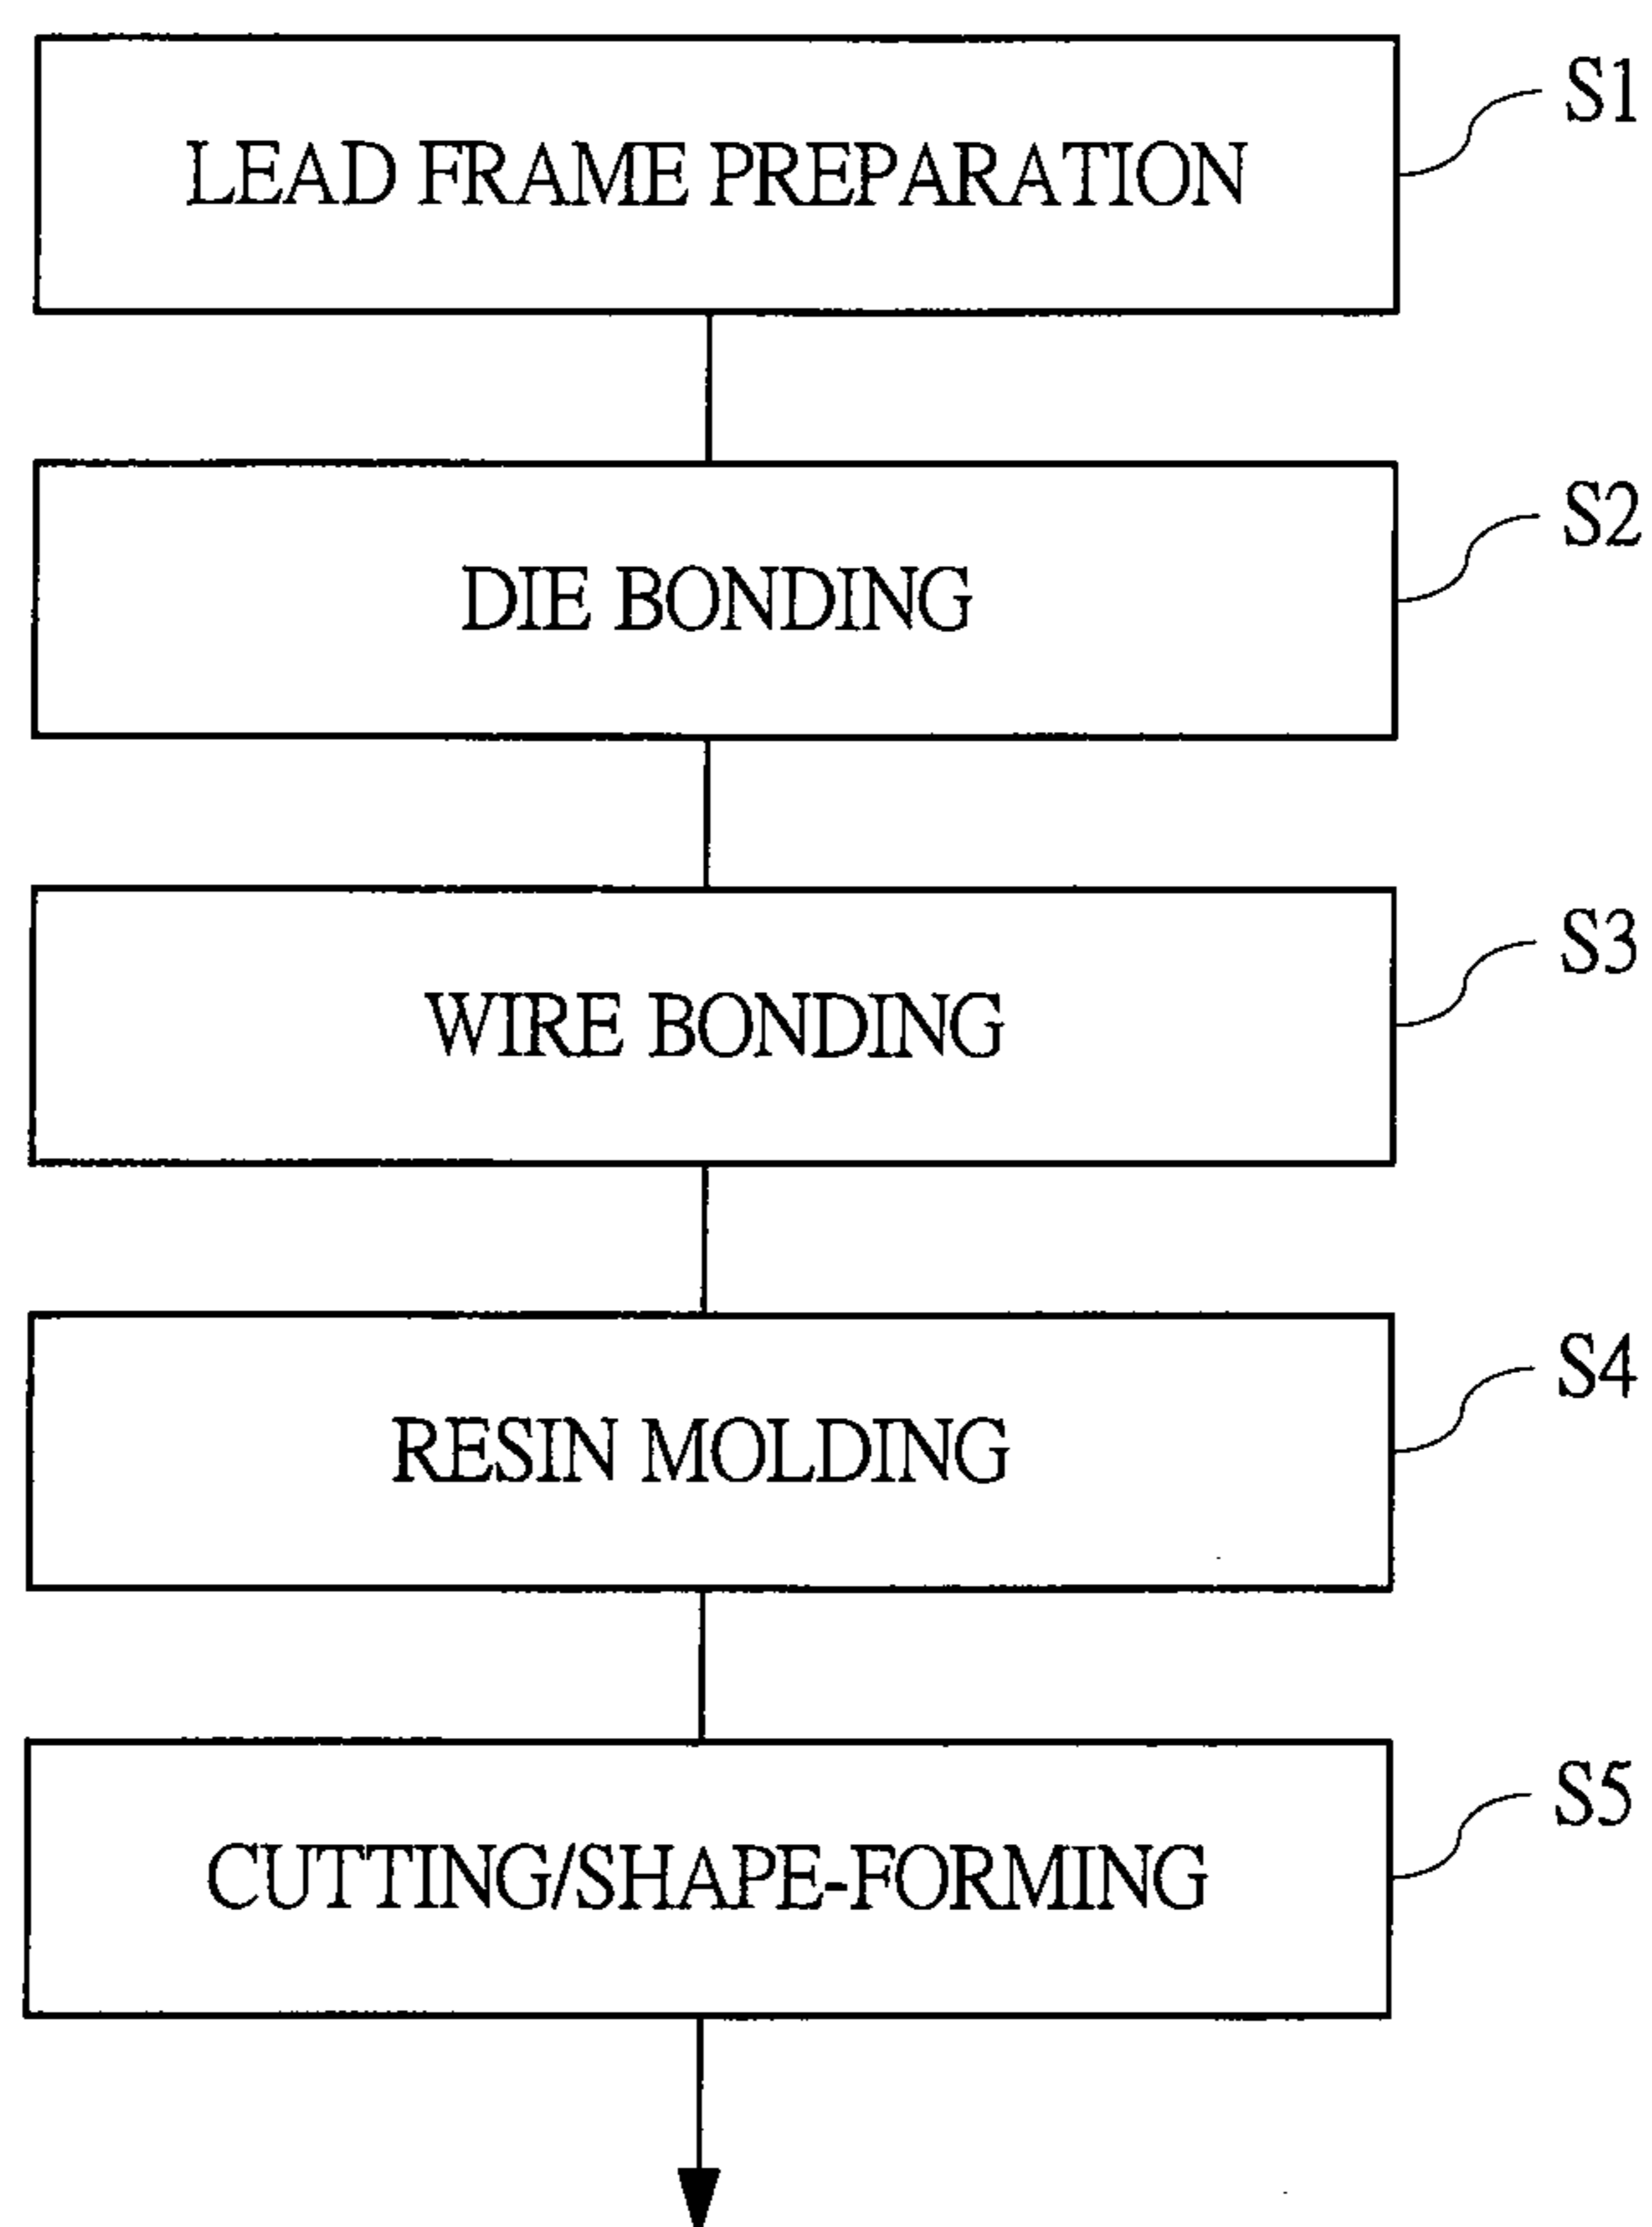 LEAD FRAME PREPARATION
S1
DIE BONDING
S2
WIRE BONDING
S3
RESIN MOLDING
S4
CUTTING/SHAPE-FORMING
S5